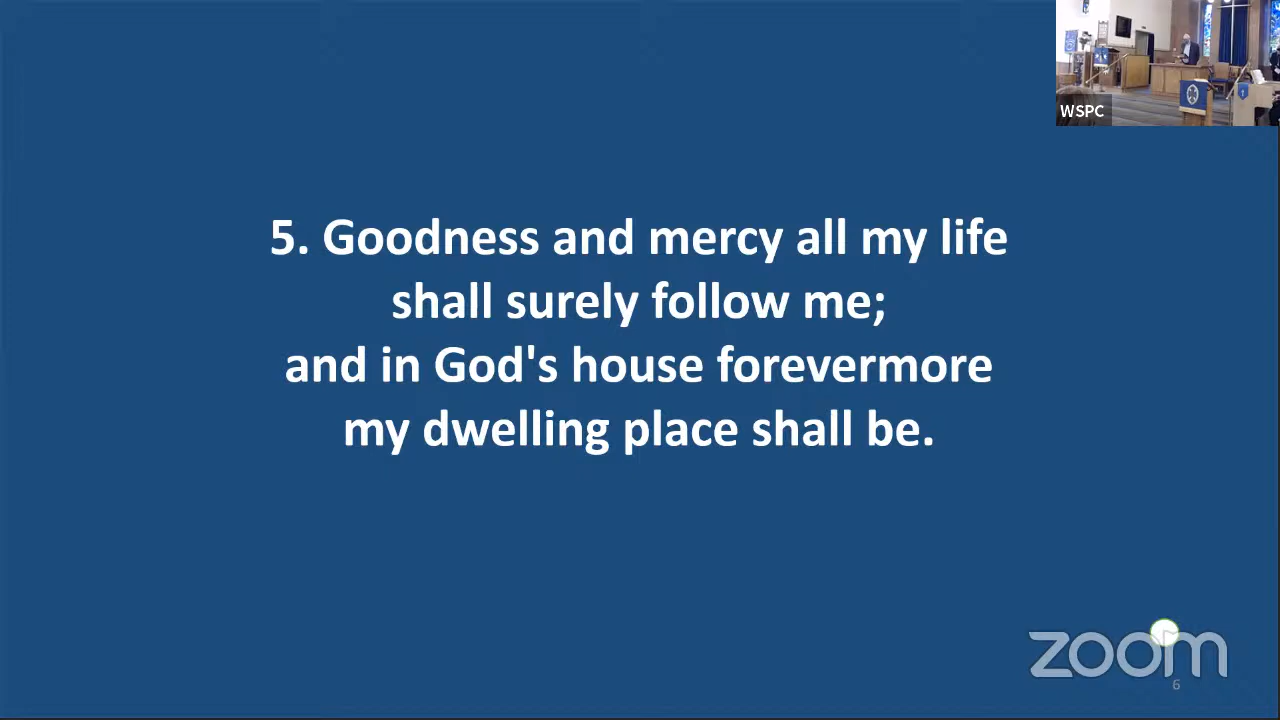 WSPC
5. Goodness and mercy all my life
shall surely follow me;
and in God's house forevermore
my dwelling place shall be.
zoom
6